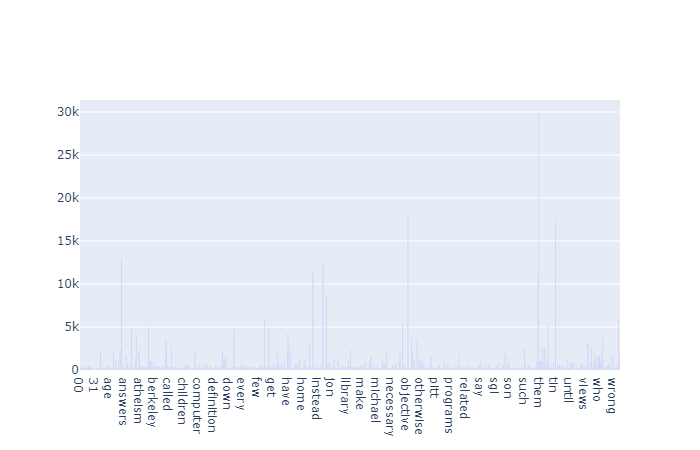 30k
25k
20k
15k
10k
5k
0
00
31
age
answers
atheism
berkeley
called
children
computer
definition
down
every
few
get
have
home
instead
jon
library
make
michael
necessary
objective
otherwise
pitt
programs
related
say
sgi
son
such
them
tin
until
views
who
wrong